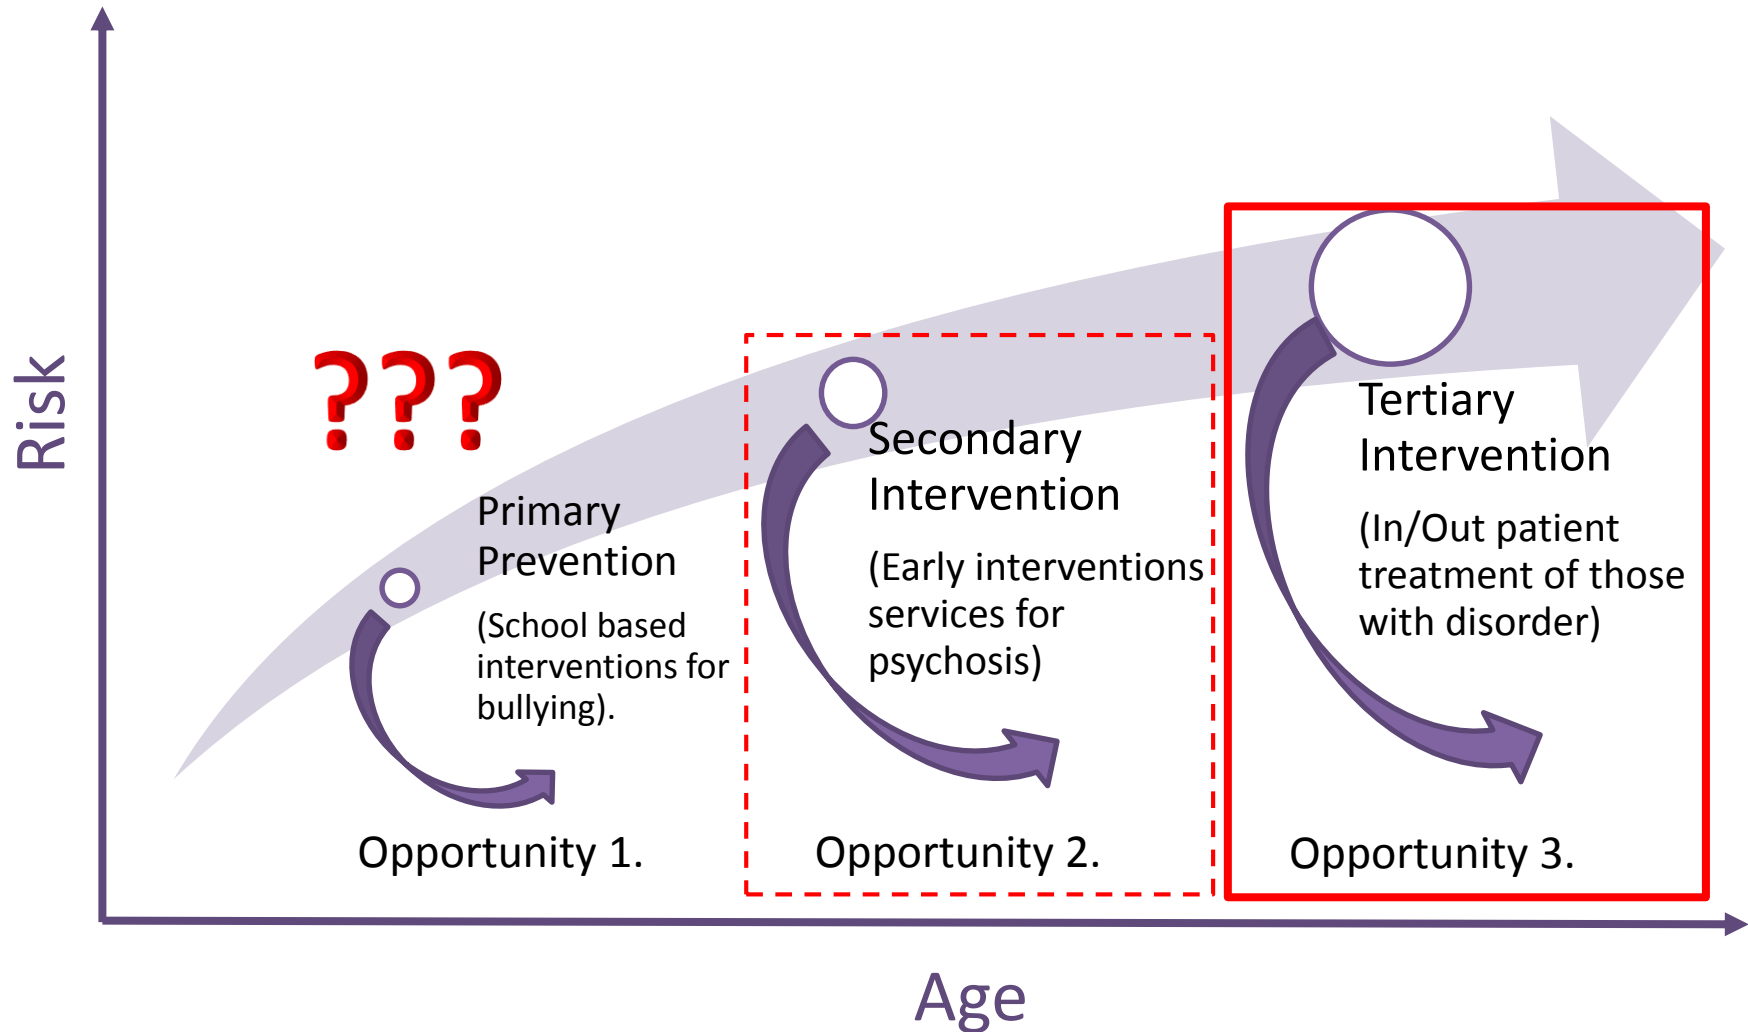 Risk
???
Primary
Prevention
(School based
interventions for
bullying).
Opportunity 1.
Secondary
Intervention
(Early interventions
services for
psychosis)
Opportunity 2.
Tertiary
Intervention
(In/Out patient
treatment of those
with disorder)
Opportunity 3.
Age